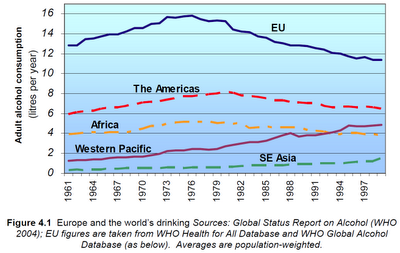 Adult alcohol consumption
(litres per year)
16
14
12
10
8
6
4
2
0
EU
The Americas
Africa
Western Pacific
SE Asia
1961
1964
1967
1970
1973
1976
1979
1982
1985
1988
1991
1994
1997
Figure 4.1 Europe and the world's drinking Sources: Global Status Report on Alcohol (WHO
2004); EU figures are taken from WHO Health for All Database and WHO Global Alcohol
Database (as below). Averages are population-weighted.